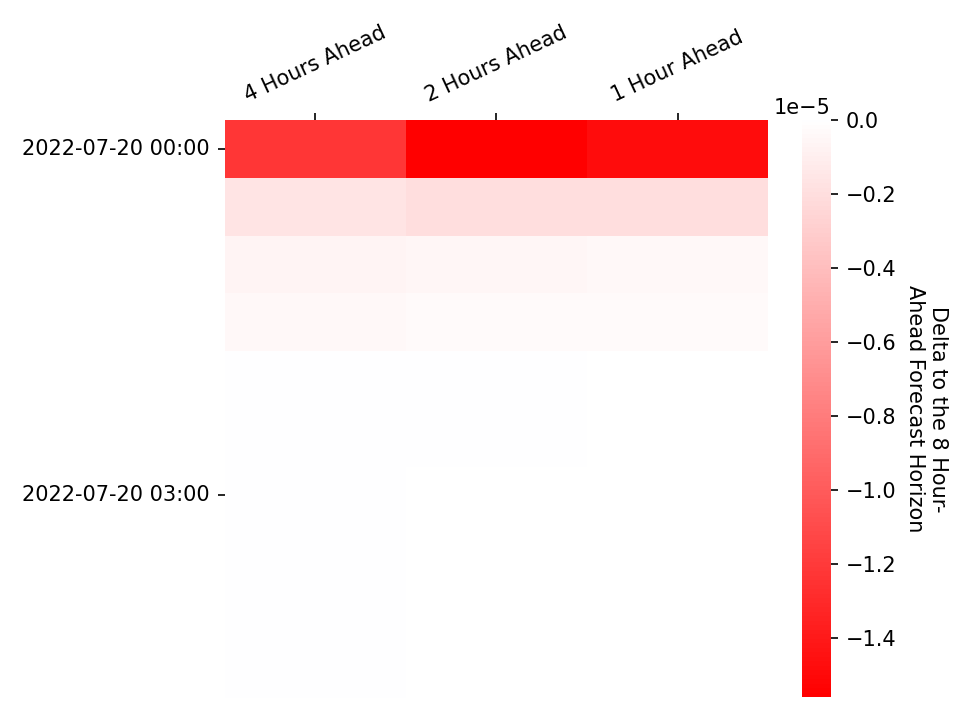 4 Hours Ahead
2 Hours Ahead
1 Hour Ahead
1e−5
2022-07-20 00:00
2022-07-20 03:00
0.0
−0.2
−0.4
−0.6
−0.8
−1.0
−1.2
−1.4
Delta to the 8 Hour-
Ahead Forecast Horizon